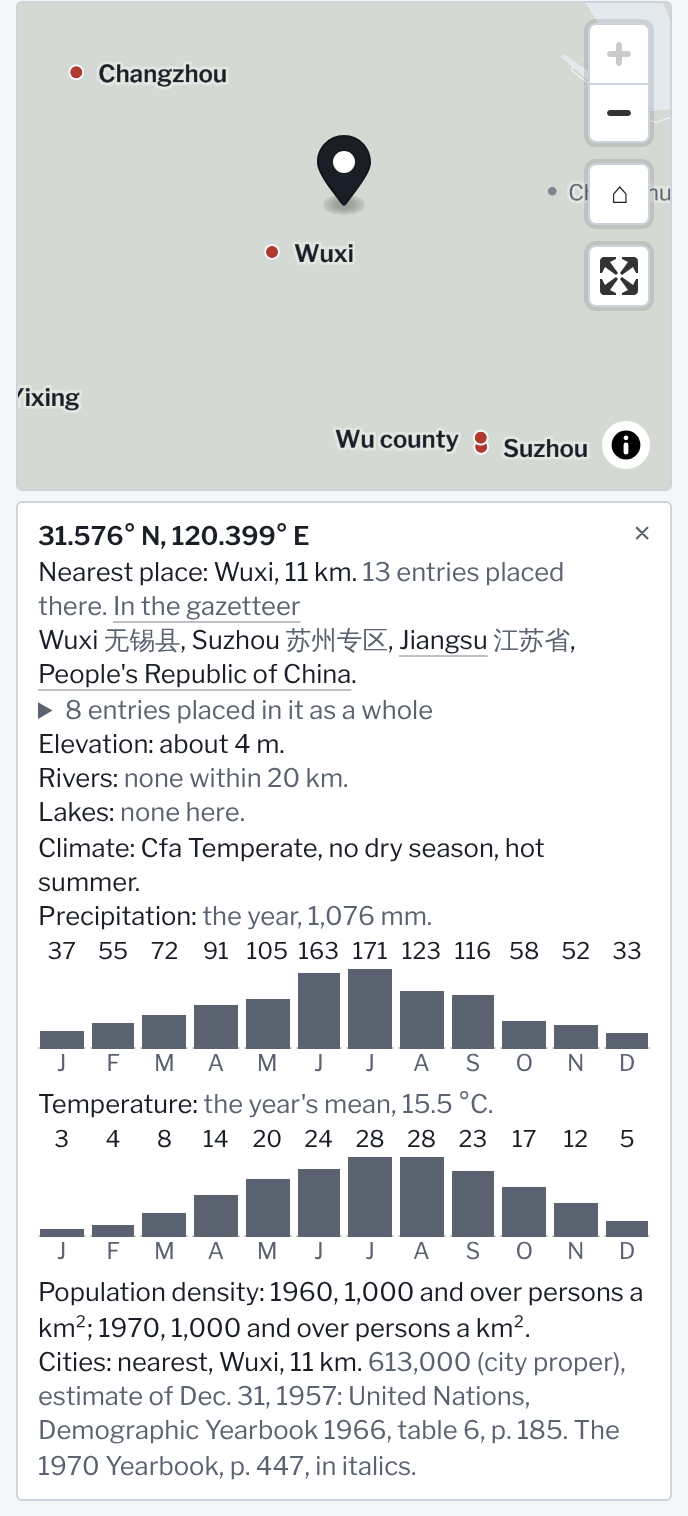 Changzhou
Wuxi
Wu county
Suzhou
31.576° N, 120.399° E
×
Nearest place: Wuxi, 11 km. 13 entries placed
there. In the gazetteer
Wuxi 无锡县, Suzhou 苏州专区, Jiangsu 江苏省,
People's Republic of China.
8 entries placed in it as a whole
Elevation: about 4 m.
Rivers: none within 20 km.
Lakes: none here.
Climate: Cfa Temperate, no dry season, hot
summer.
Precipitation: the year, 1,076 mm.
37 55 72 91 105 163 171 123 116 58 52 33
J F M A M J J A S O N D
Temperature: the year's mean, 15.5 °C.
3 4 8 14 20 24 28 28 23 17 12 5
J F M A M J J A S O N D
Population density: 1960, 1,000 and over persons a
km²; 1970, 1,000 and over persons a km².
Cities: nearest, Wuxi, 11 km. 613,000 (city proper),
estimate of Dec. 31, 1957: United Nations,
Demographic Yearbook 1966, table 6, p. 185. The
1970 Yearbook, p. 447, in italics.